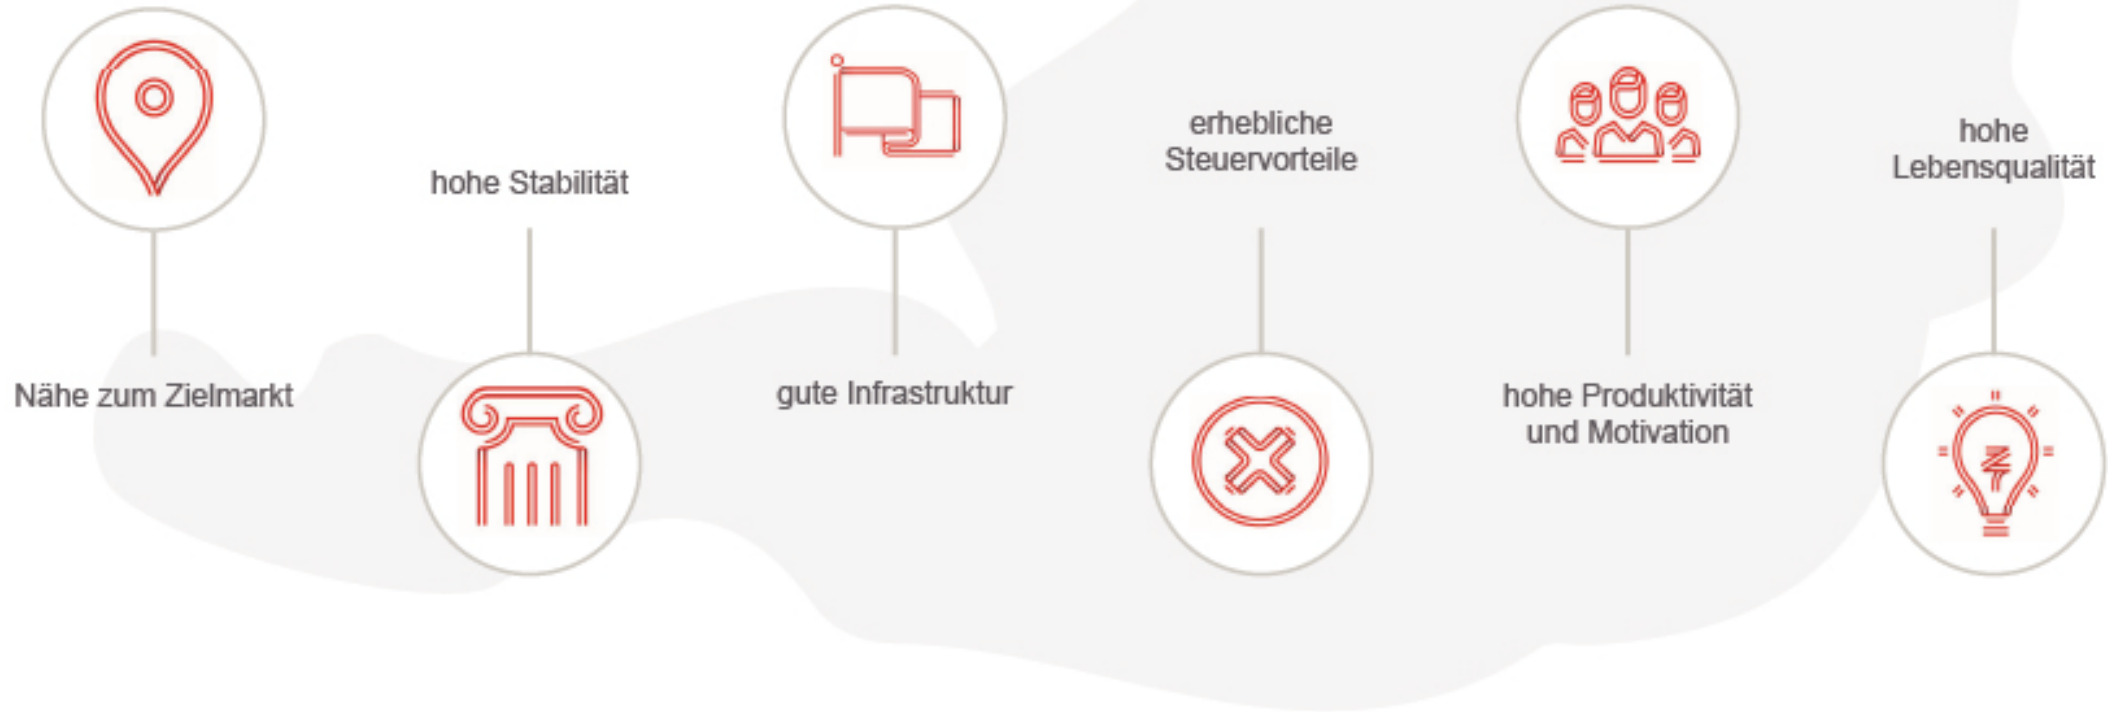 Nähe zum Zielmarkt
hohe Stabilität
gute Infrastruktur
erhebliche
Steuervorteile
hohe Produktivität
und Motivation
hohe
Lebensqualität